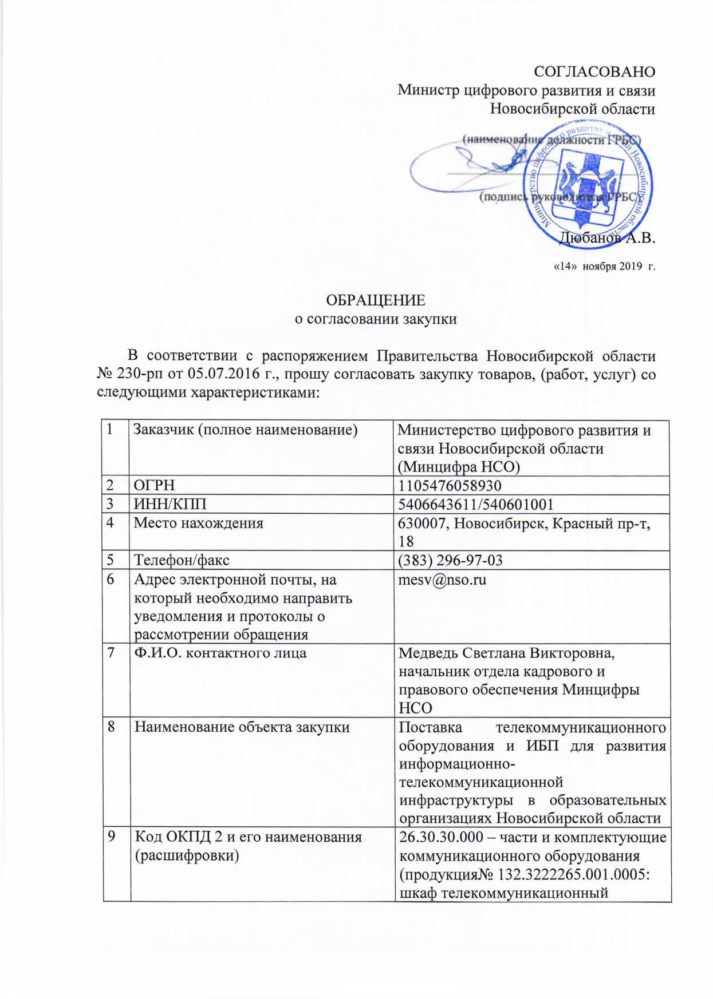 СОГЛАСОВАНО
Министр цифрового развития и связи
Новосибирской области
(наименование должности ГРБС)
(подпись руководителя ГРБС)
Министерство цифрового развития и связи Новосибирской области
Дюбанов А.В.
«14» ноября 2019 г.
ОБРАЩЕНИЕ
о согласовании закупки
В соответствии с распоряжением Правительства Новосибирской области
№ 230-рп от 05.07.2016 г., прошу согласовать закупку товаров, (работ, услуг) со
следующими характеристиками:
1 Заказчик (полное наименование) Министерство цифрового развития и
связи Новосибирской области
(Минцифра НСО)
2 ОГРН 1105476058930
3 ИНН/КПП 5406643611/540601001
4 Место нахождения 630007, Новосибирск, Красный пр-т,
18
5 Телефон/факс (383) 296-97-03
6 Адрес электронной почты, на mesv@nso.ru
который необходимо направить
уведомления и протоколы о
рассмотрении обращения
7 Ф.И.О. контактного лица Медведь Светлана Викторовна,
начальник отдела кадрового и
правового обеспечения Минцифры
НСО
8 Наименование объекта закупки Поставка телекоммуникационного
оборудования и ИБП для развития
информационно-
телекоммуникационной
инфраструктуры в образовательных
организациях Новосибирской области
9 Код ОКПД 2 и его наименования 26.30.30.000 – части и комплектующие
(расшифровки) коммуникационного оборудования
(продукция№ 132.3222265.001.0005:
шкаф телекоммуникационный